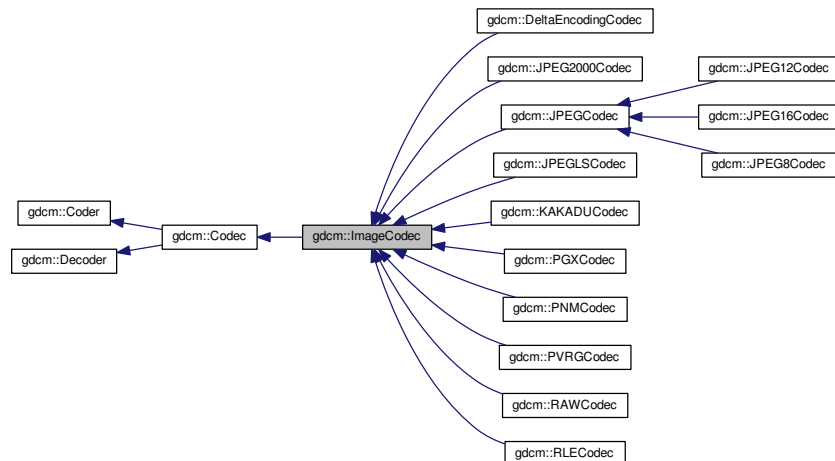 gdcm::DeltaEncodingCodec
gdcm::JPEG2000Codec
gdcm::JPEG12Codec
gdcm::JPEGCodec
gdcm::JPEG16Codec
gdcm::JPEGLSCodec
gdcm::JPEG8Codec
gdcm::Coder
gdcm::KAKADUCodec
gdcm::Codec
gdcm::ImageCodec
gdcm::Decoder
gdcm::PGXCodec
gdcm::PNMCodec
gdcm::PVRGCodec
gdcm::RAWCodec
gdcm::RLECodec